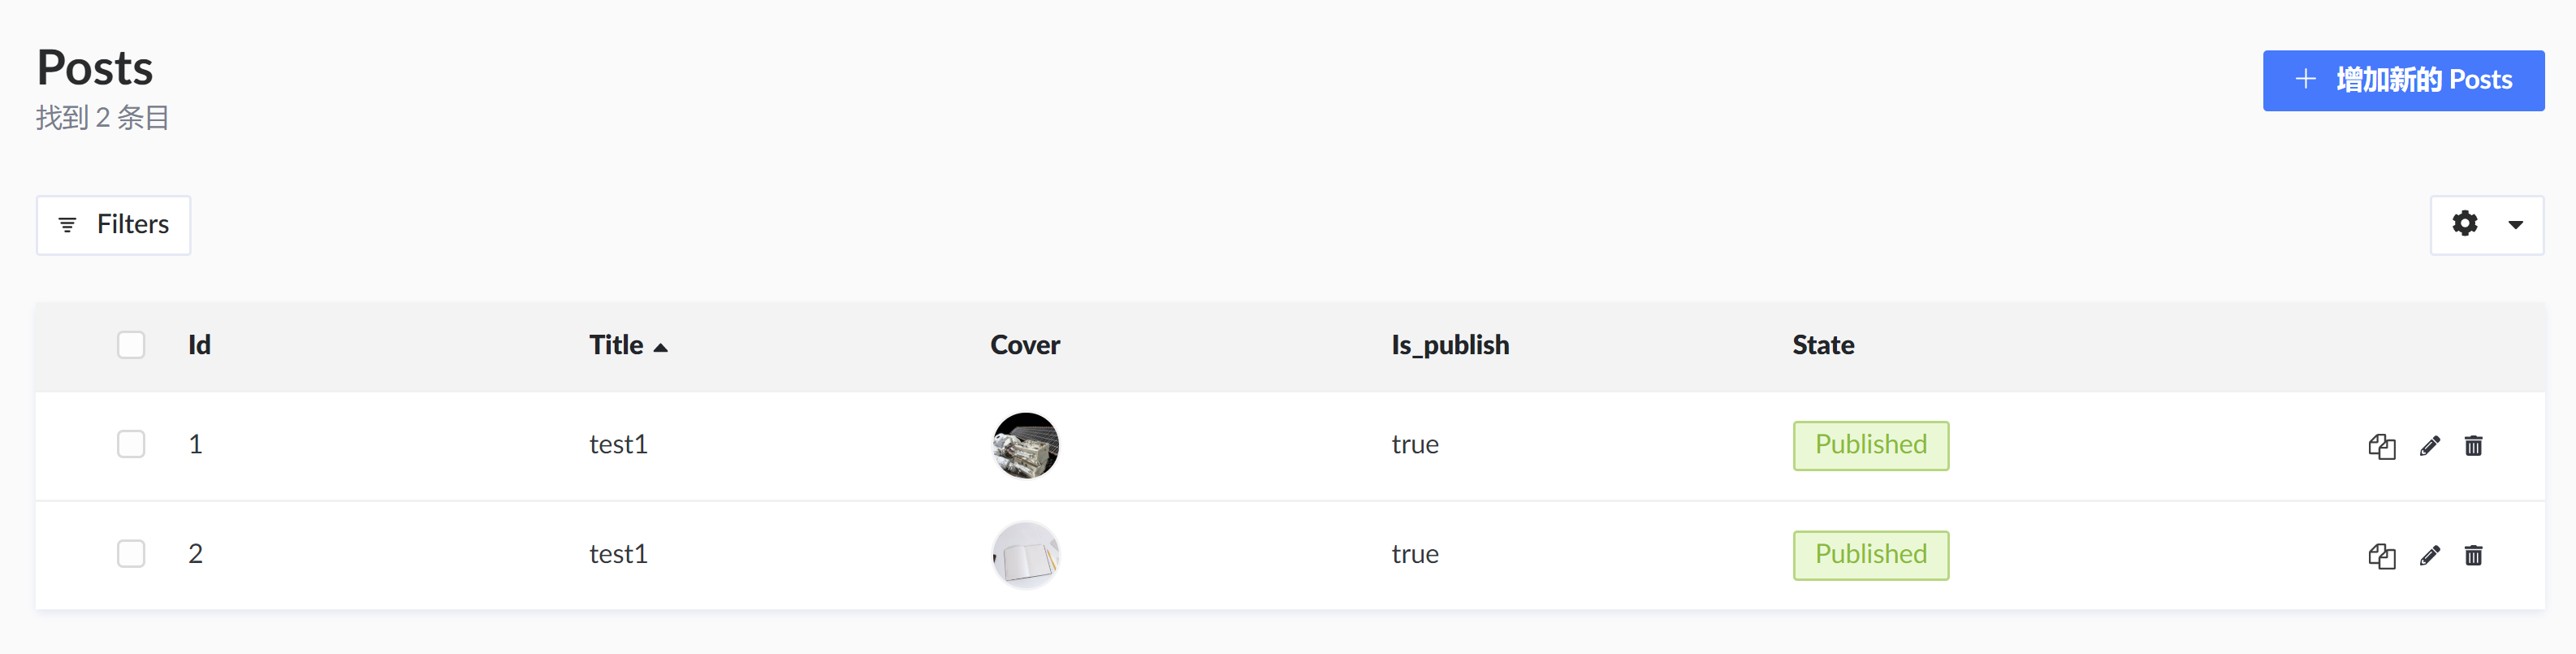 Posts
找到 2 条目
增加新的 Posts
Filters
Id Title Cover Is_publish State
1 test1 true Published
2 test1 true Published